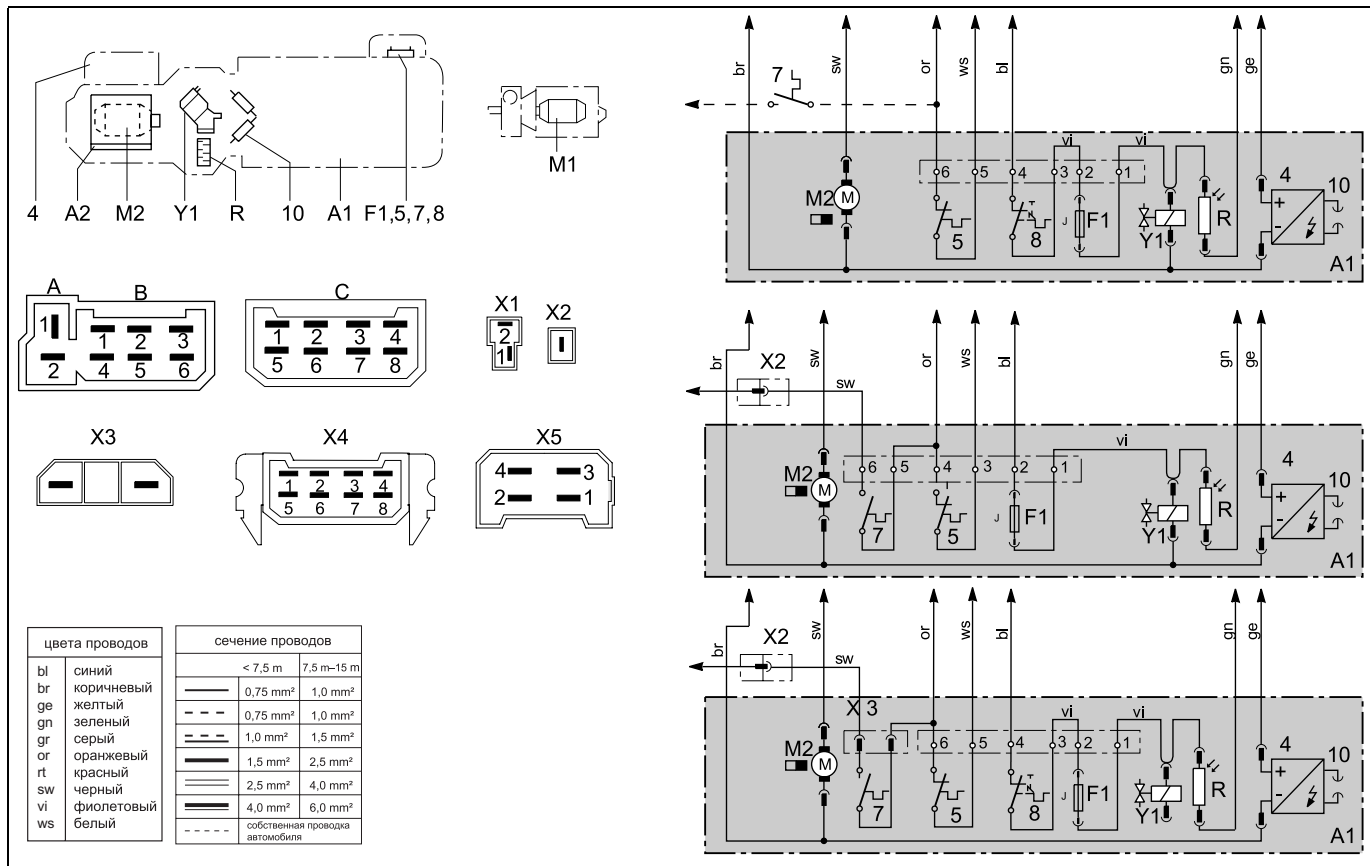 4 A2 M2 Y1 R 10 A1 F1,5,7,8
M1
A B C X1 X2
1 2 1 2 3 4 5 6
1 2 3 4 5 6 7 8
2 1
X3 X4 X5
1 2 3 4 5 6 7 8
4 3 2 1
цвета проводов
bl синий
br коричневый
ge желтый
gn зеленый
gr серый
or оранжевый
rt красный
sw черный
vi фиолетовый
ws белый
сечение проводов
< 7,5 m 7,5 m–15 m
0,75 mm² 1,0 mm²
0,75 mm² 1,0 mm²
1,0 mm² 1,5 mm²
1,5 mm² 2,5 mm²
2,5 mm² 4,0 mm²
4,0 mm² 6,0 mm²
собственная проводка
автомобиля
br sw or ws bl gn ge
7
vi vi
6 5 4 3 2 1
4 10
M2 M 5 8 J F1 Y1 R + -
A1
br sw or ws bl gn ge
X2
sw
vi
6 5 4 3 2 1
4 10
M2 M 7 5 J F1 Y1 R + -
A1
br sw or ws bl gn ge
X2
sw
X 3
vi vi
6 5 4 3 2 1
4 10
M2 M 7 5 8 J F1 Y1 R + -
A1